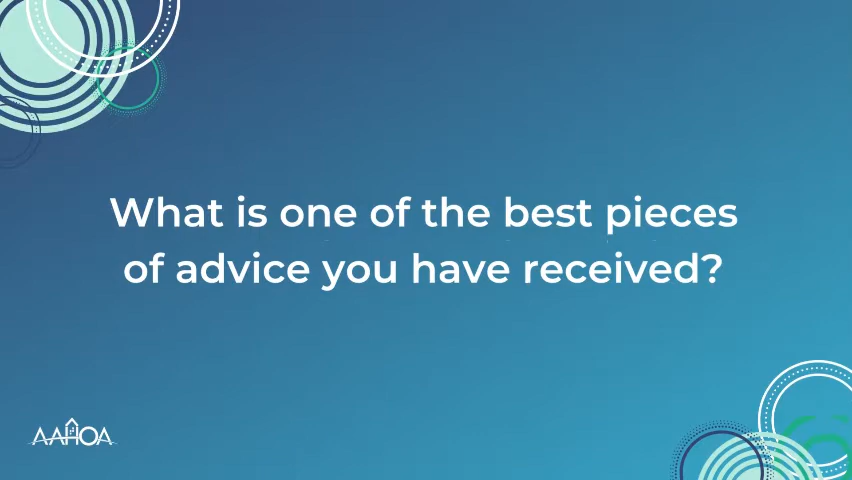 What is one of the best pieces
of advice you have received?
AAHOA